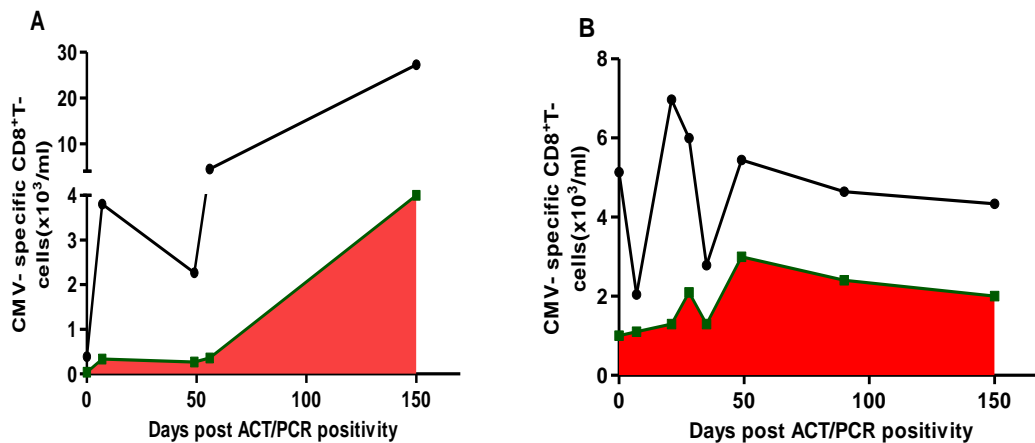 A
CMV- specific CD8⁺T-
cells(x10³/ml)
30
20
10
4
3
2
1
0
0
50
100
150
Days post ACT/PCR positivity
B
CMV- specific CD8⁺T-
cells(x10³/ml)
8
6
4
2
0
0
50
100
150
Days post ACT/PCR positivity